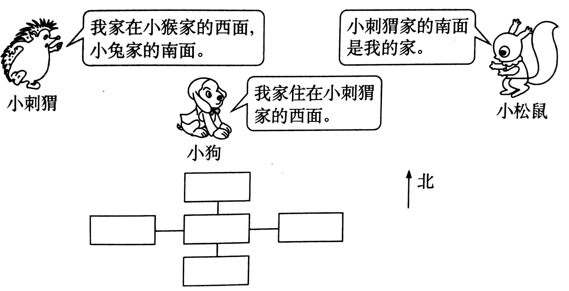 我家在小猴家的西面,
小兔家的南面。
小刺猬
小刺猬家的南面
是我的家。
小松鼠
我家住在小刺猬
家的西面。
小狗
北